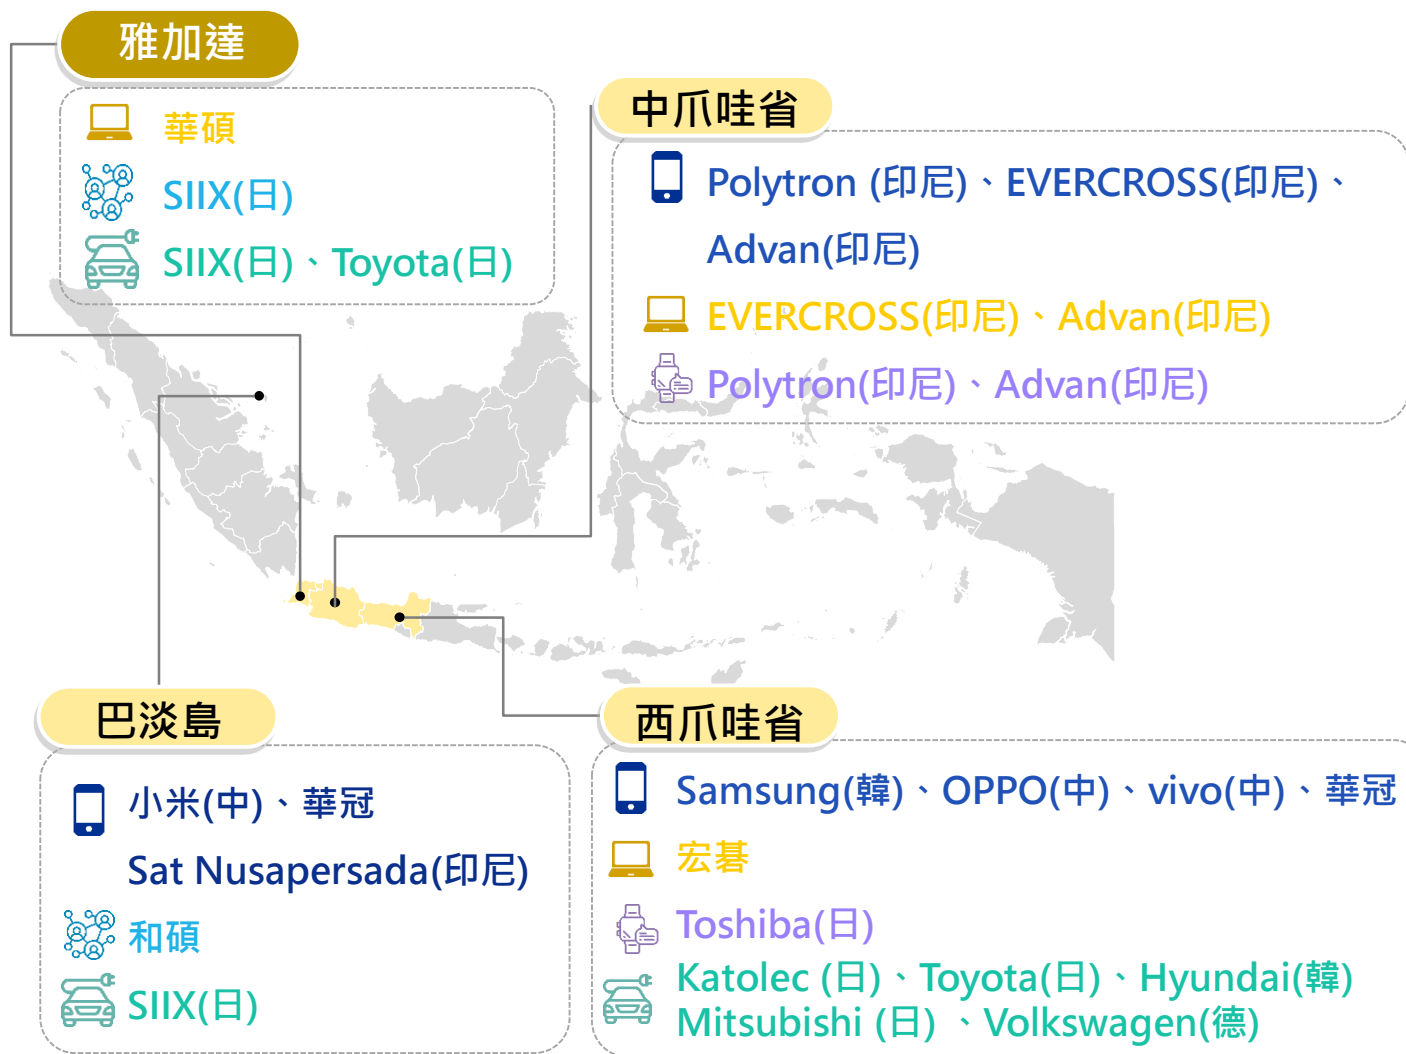 雅加達
華碩
SIIX(日)
SIIX(日)、Toyota(日)
中爪哇省
Polytron (印尼)、EVERCROSS(印尼)、
Advan(印尼)
EVERCROSS(印尼)、Advan(印尼)
Polytron(印尼)、Advan(印尼)
巴淡島
小米(中)、華冠
Sat Nusapersada(印尼)
和碩
SIIX(日)
西爪哇省
Samsung(韓)、OPPO(中)、vivo(中)、華冠
宏碁
Toshiba(日)
Katolec (日)、Toyota(日)、Hyundai(韓)
Mitsubishi (日) 、Volkswagen(德)